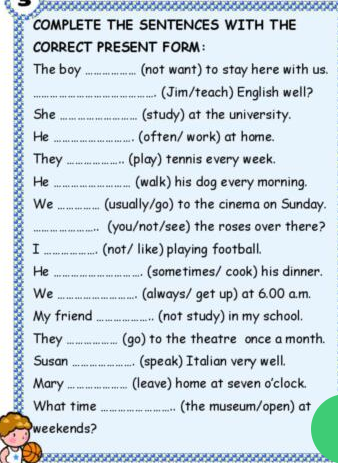 3
COMPLETE THE SENTENCES WITH THE
CORRECT PRESENT FORM:
The boy ................ (not want) to stay here with us.
...................................... (Jim/teach) English well?
She ........................ (study) at the university.
He ......................... (often/ work) at home.
They ................... (play) tennis every week.
He ........................ (walk) his dog every morning.
We ............. (usually/go) to the cinema on Sunday.
.................... (you/not/see) the roses over there?
I ................. (not/ like) playing football.
He ........................... (sometimes/ cook) his dinner.
We ......................... (always/ get up) at 6.00 a.m.
My friend .................. (not study) in my school.
They ................ (go) to the theatre once a month.
Susan ................... (speak) Italian very well.
Mary .................. (leave) home at seven o'clock.
What time ....................... (the museum/open) at
weekends?